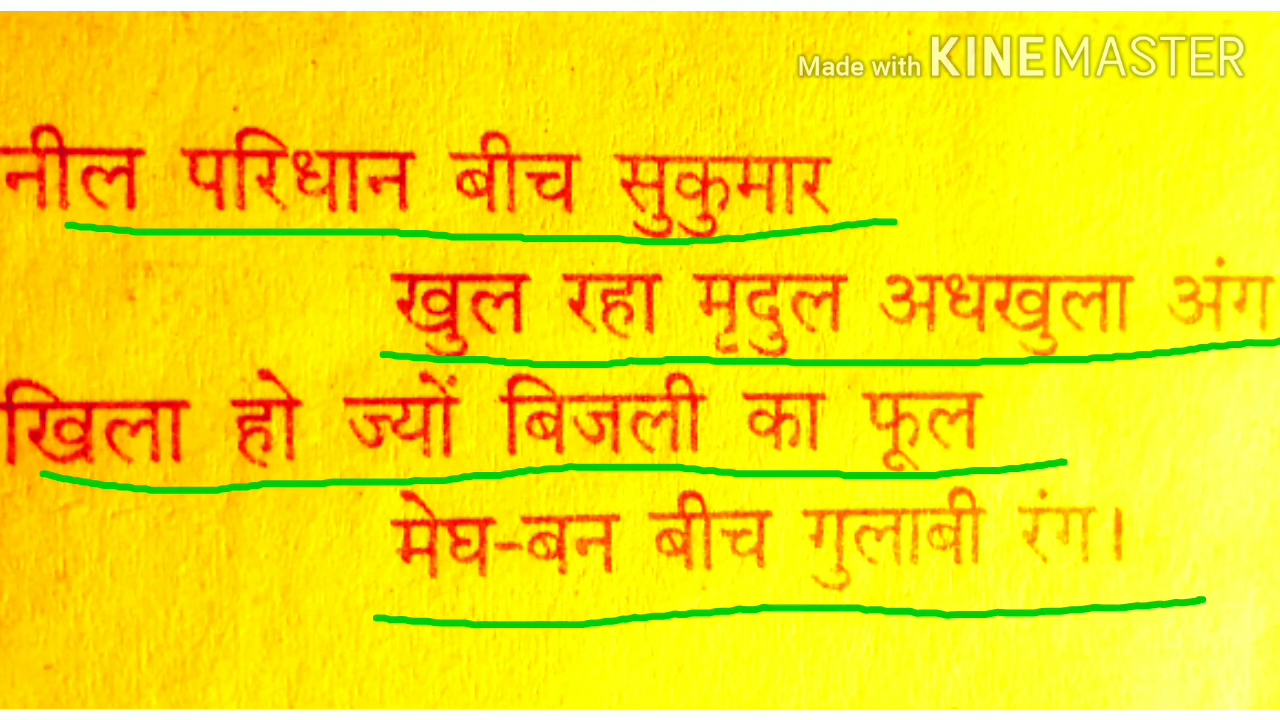 Made with KINEMASTER
नील परिधान बीच सुकुमार
खुल रहा मृदुल अधखुला अंग
खिला हो ज्यों बिजली का फूल
मेघ-बन बीच गुलाबी रंग।